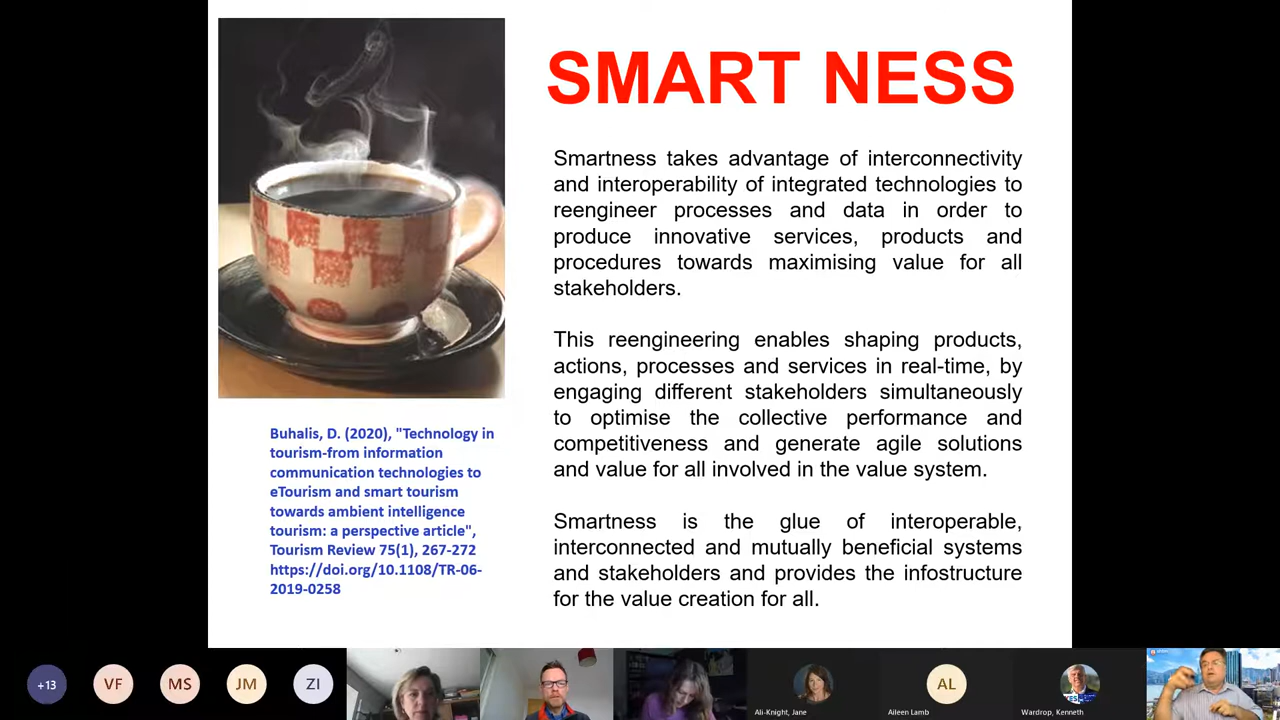 SMART NESS
Smartness takes advantage of interconnectivity
and interoperability of integrated technologies to
reengineer processes and data in order to
produce innovative services, products and
procedures towards maximising value for all
stakeholders.
This reengineering enables shaping products,
actions, processes and services in real-time, by
engaging different stakeholders simultaneously
to optimise the collective performance and
competitiveness and generate agile solutions
and value for all involved in the value system.
Smartness is the glue of interoperable,
interconnected and mutually beneficial systems
and stakeholders and provides the infostructure
for the value creation for all.
Buhalis, D. (2020), "Technology in
tourism-from information
communication technologies to
eTourism and smart tourism
towards ambient intelligence
tourism: a perspective article",
Tourism Review 75(1), 267-272
https://doi.org/10.1108/TR-06-
2019-0258
+13
VF
MS
JM
ZI
Ali-Knight, Jane
AL
Aileen Lamb
Wardrop, Kenneth